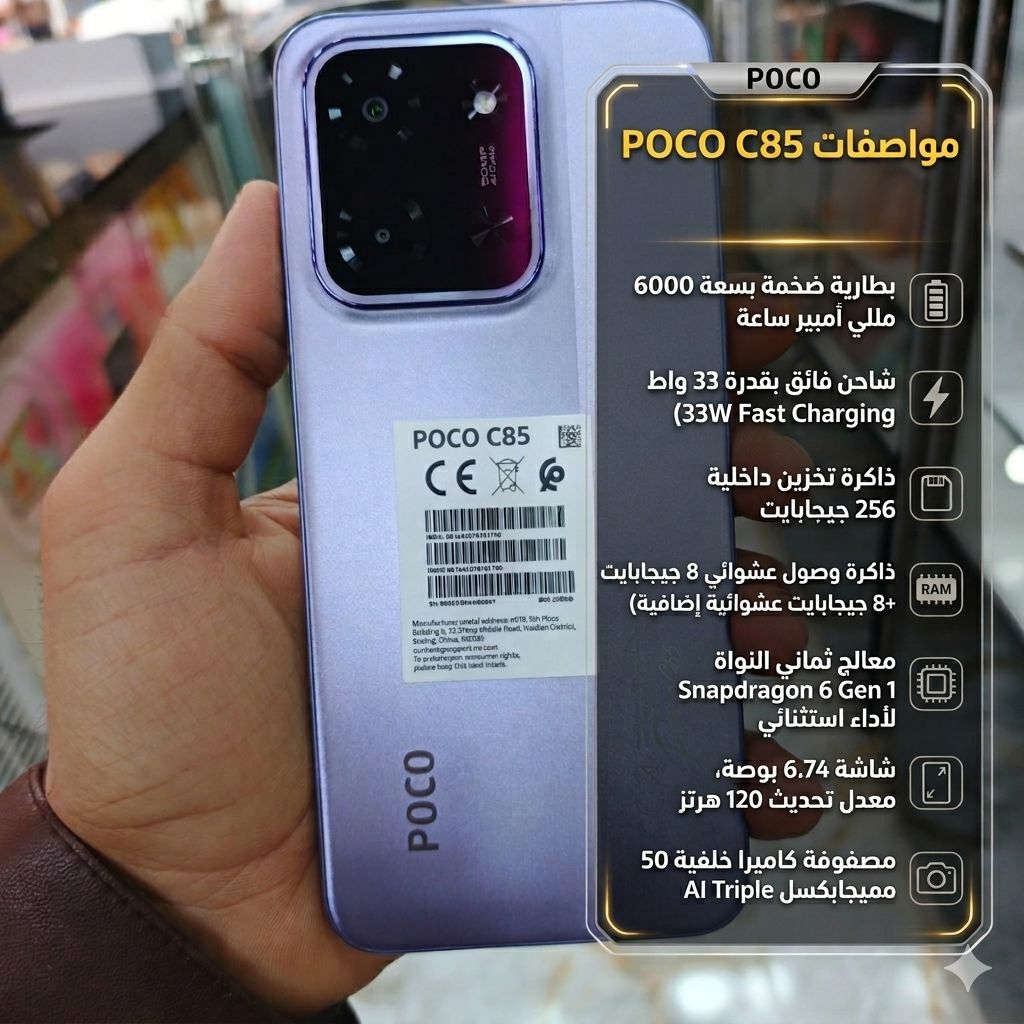 POCO
مواصفات POCO C85
بطارية ضخمة بسعة 6000
مللي أمبير ساعة
شاحن فائق بقدرة 33 واط
(33W Fast Charging
ذاكرة تخزين داخلية
256 جيجابايت
ذاكرة وصول عشوائي 8 جيجابايت
+8 جيجابايت عشوائية إضافية)
RAM
معالج ثماني النواة
Snapdragon 6 Gen 1
لأداء استثنائي
شاشة 6.74 بوصة،
معدل تحديث 120 هرتز
مصفوفة كاميرا خلفية 50
مميجابكسل AI Triple
POCO C85
CE
POCO